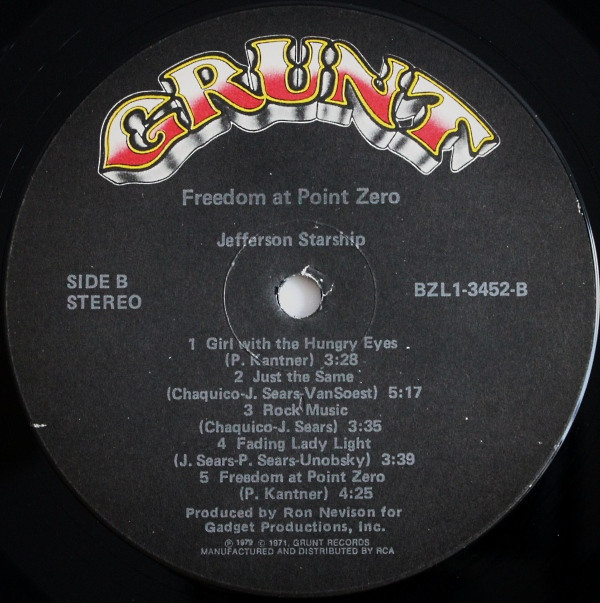 GRUNT
Freedom at Point Zero
Jefferson Starship
SIDE B
STEREO
BZL1-3452-B
1 Girl with the Hungry Eyes
(P. Kantner) 3:28
2 Just the Same
(Chaquico-J. Sears-VanSoest) 5:17
3 Rock Music
(Chaquico-J. Sears) 3:35
4 Fading Lady Light
(J. Sears-P. Sears-Unobsky) 3:39
5 Freedom at Point Zero
(P. Kantner) 4:25
Produced by Ron Nevison for
Gadget Productions, Inc.
℗ 1979 © 1971, GRUNT RECORDS
MANUFACTURED AND DISTRIBUTED BY RCA